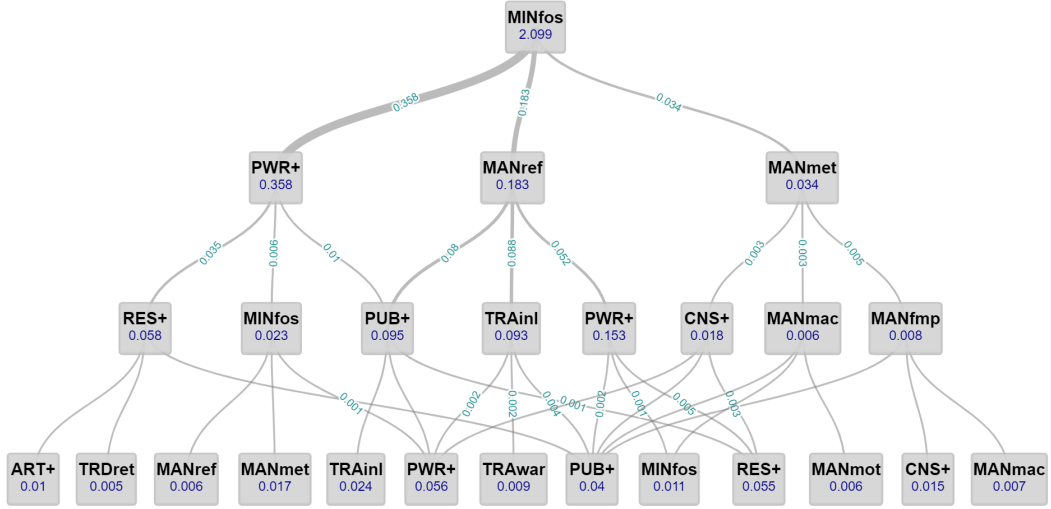 MINfos
2.099
0.358
0.183
0.034
PWR+
0.358
MANref
0.183
MANmet
0.034
0.035
0.006
0.01
0.08
0.088
0.052
0.003
0.003
0.005
RES+
0.058
MINfos
0.023
PUB+
0.095
TRAinl
0.093
PWR+
0.153
CNS+
0.018
MANmac
0.006
MANfmp
0.008
0.001
0.002
0.002
0.004
0.001
0.002
0.001
0.005
0.003
ART+
0.01
TRDret
0.005
MANref
0.006
MANmet
0.017
TRAinl
0.024
PWR+
0.056
TRAwar
0.009
PUB+
0.04
MINfos
0.011
RES+
0.055
MANmot
0.006
CNS+
0.015
MANmac
0.007